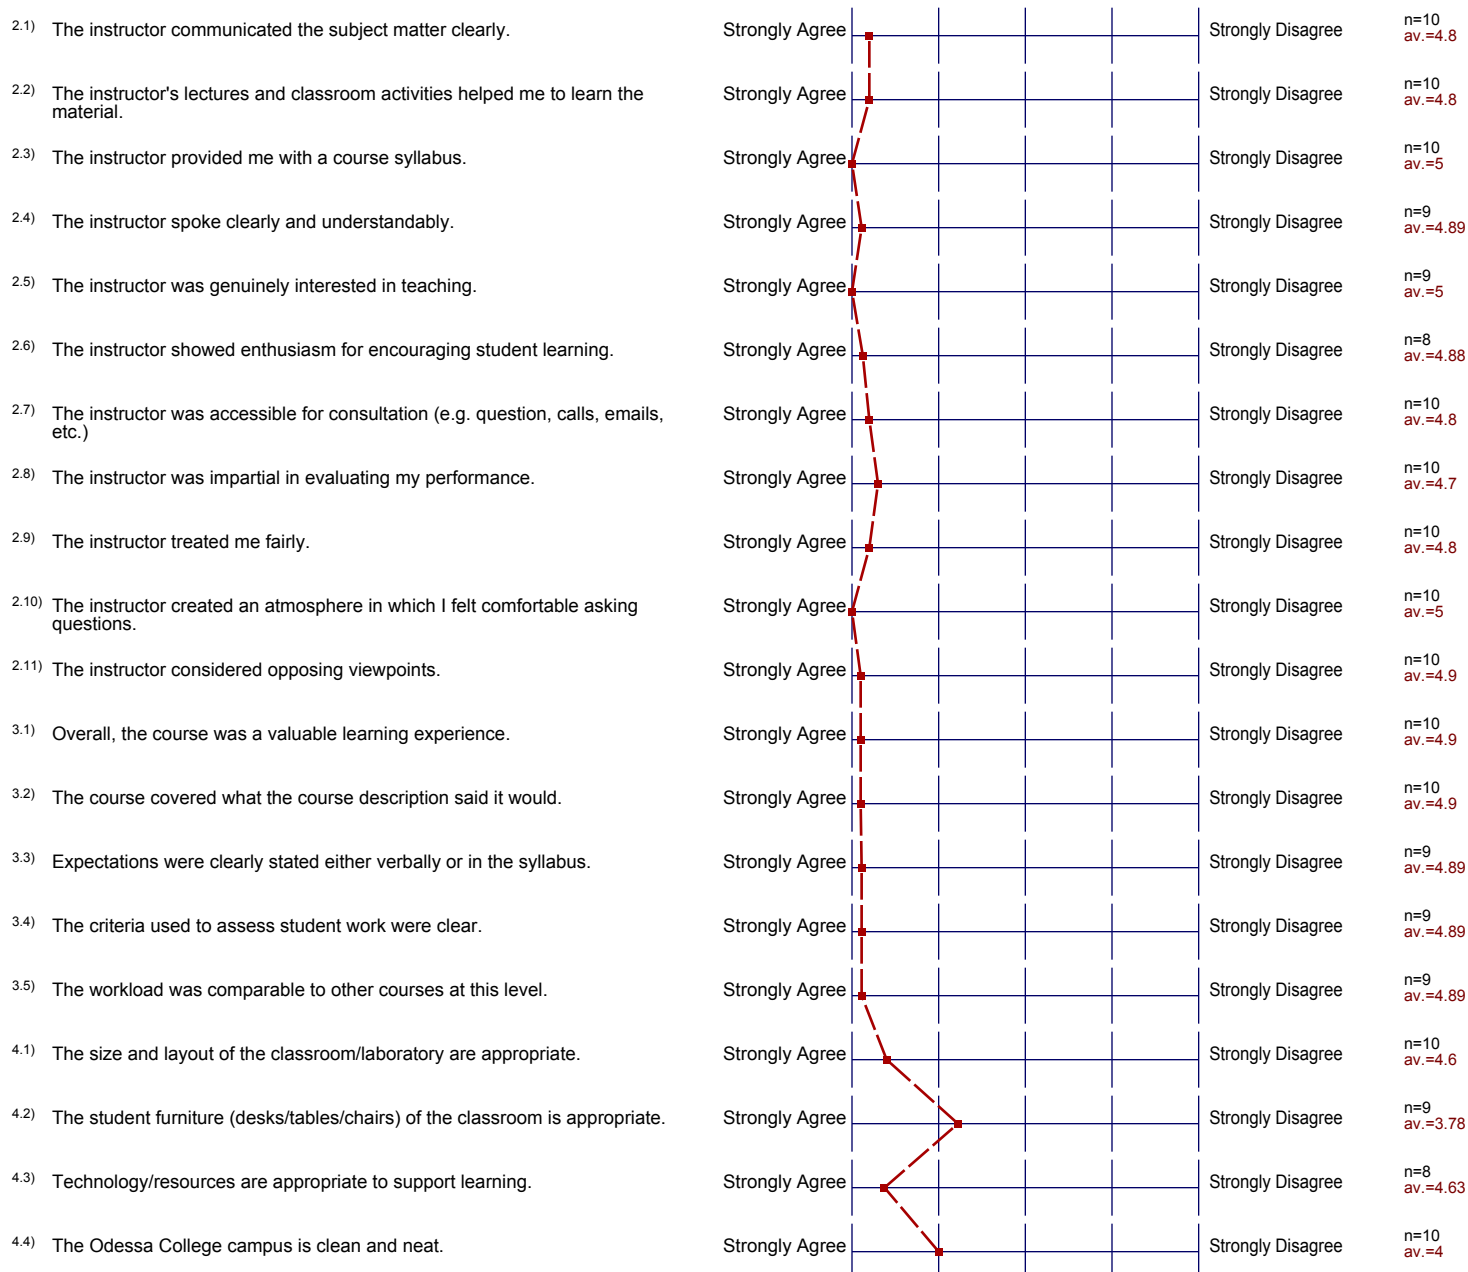 2.1) The instructor communicated the subject matter clearly. Strongly Agree Strongly Disagree n=10
av.=4.8
2.2) The instructor's lectures and classroom activities helped me to learn the
material. Strongly Agree Strongly Disagree n=10
av.=4.8
2.3) The instructor provided me with a course syllabus. Strongly Agree Strongly Disagree n=10
av.=5
2.4) The instructor spoke clearly and understandably. Strongly Agree Strongly Disagree n=9
av.=4.89
2.5) The instructor was genuinely interested in teaching. Strongly Agree Strongly Disagree n=9
av.=5
2.6) The instructor showed enthusiasm for encouraging student learning. Strongly Agree Strongly Disagree n=8
av.=4.88
2.7) The instructor was accessible for consultation (e.g. question, calls, emails,
etc.) Strongly Agree Strongly Disagree n=10
av.=4.8
2.8) The instructor was impartial in evaluating my performance. Strongly Agree Strongly Disagree n=10
av.=4.7
2.9) The instructor treated me fairly. Strongly Agree Strongly Disagree n=10
av.=4.8
2.10) The instructor created an atmosphere in which I felt comfortable asking
questions. Strongly Agree Strongly Disagree n=10
av.=5
2.11) The instructor considered opposing viewpoints. Strongly Agree Strongly Disagree n=10
av.=4.9
3.1) Overall, the course was a valuable learning experience. Strongly Agree Strongly Disagree n=10
av.=4.9
3.2) The course covered what the course description said it would. Strongly Agree Strongly Disagree n=10
av.=4.9
3.3) Expectations were clearly stated either verbally or in the syllabus. Strongly Agree Strongly Disagree n=9
av.=4.89
3.4) The criteria used to assess student work were clear. Strongly Agree Strongly Disagree n=9
av.=4.89
3.5) The workload was comparable to other courses at this level. Strongly Agree Strongly Disagree n=9
av.=4.89
4.1) The size and layout of the classroom/laboratory are appropriate. Strongly Agree Strongly Disagree n=10
av.=4.6
4.2) The student furniture (desks/tables/chairs) of the classroom is appropriate. Strongly Agree Strongly Disagree n=9
av.=3.78
4.3) Technology/resources are appropriate to support learning. Strongly Agree Strongly Disagree n=8
av.=4.63
4.4) The Odessa College campus is clean and neat. Strongly Agree Strongly Disagree n=10
av.=4